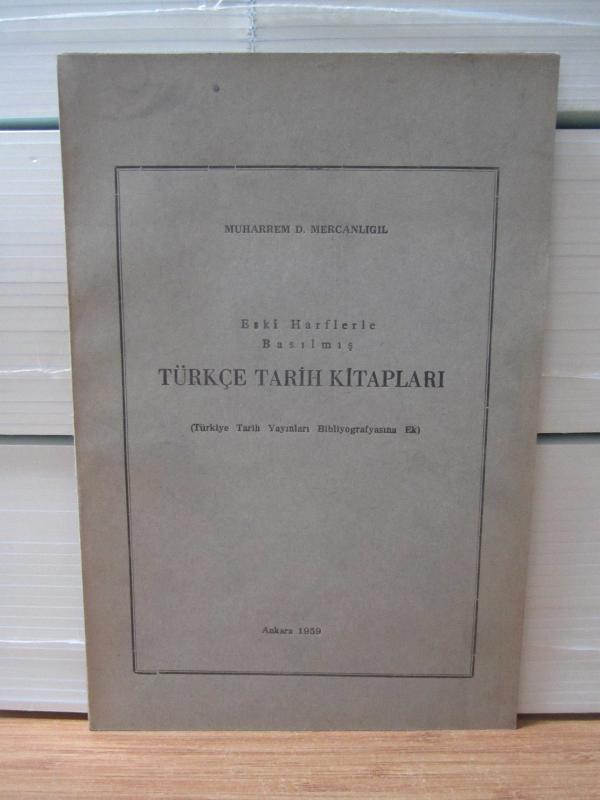 MUHARREM D. MERCANLIGIL
Eski Harflerle
Basılmış
TÜRKÇE TARİH KİTAPLARI
(Türkiye Tarih Yayınları Bibliyografyasına Ek)
Ankara 1959